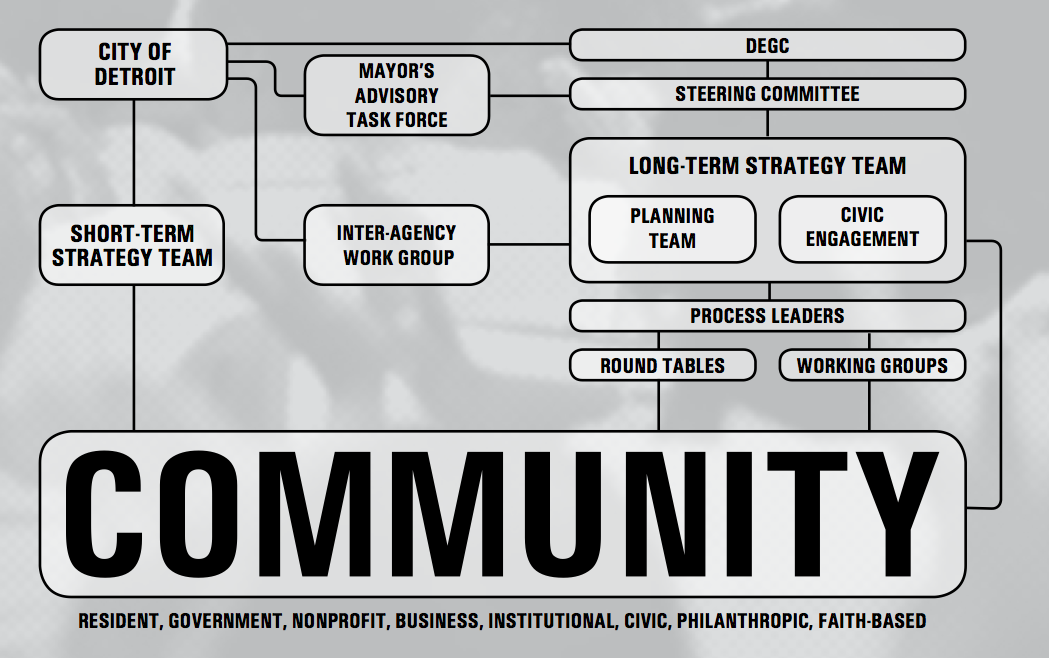 CITY OF
DETROIT
DEGC
MAYOR'S
ADVISORY
TASK FORCE
STEERING COMMITTEE
LONG-TERM STRATEGY TEAM
PLANNING
TEAM
CIVIC
ENGAGEMENT
SHORT-TERM
STRATEGY TEAM
INTER-AGENCY
WORK GROUP
PROCESS LEADERS
ROUND TABLES
WORKING GROUPS
COMMUNITY
RESIDENT, GOVERNMENT, NONPROFIT, BUSINESS, INSTITUTIONAL, CIVIC, PHILANTHROPIC, FAITH-BASED